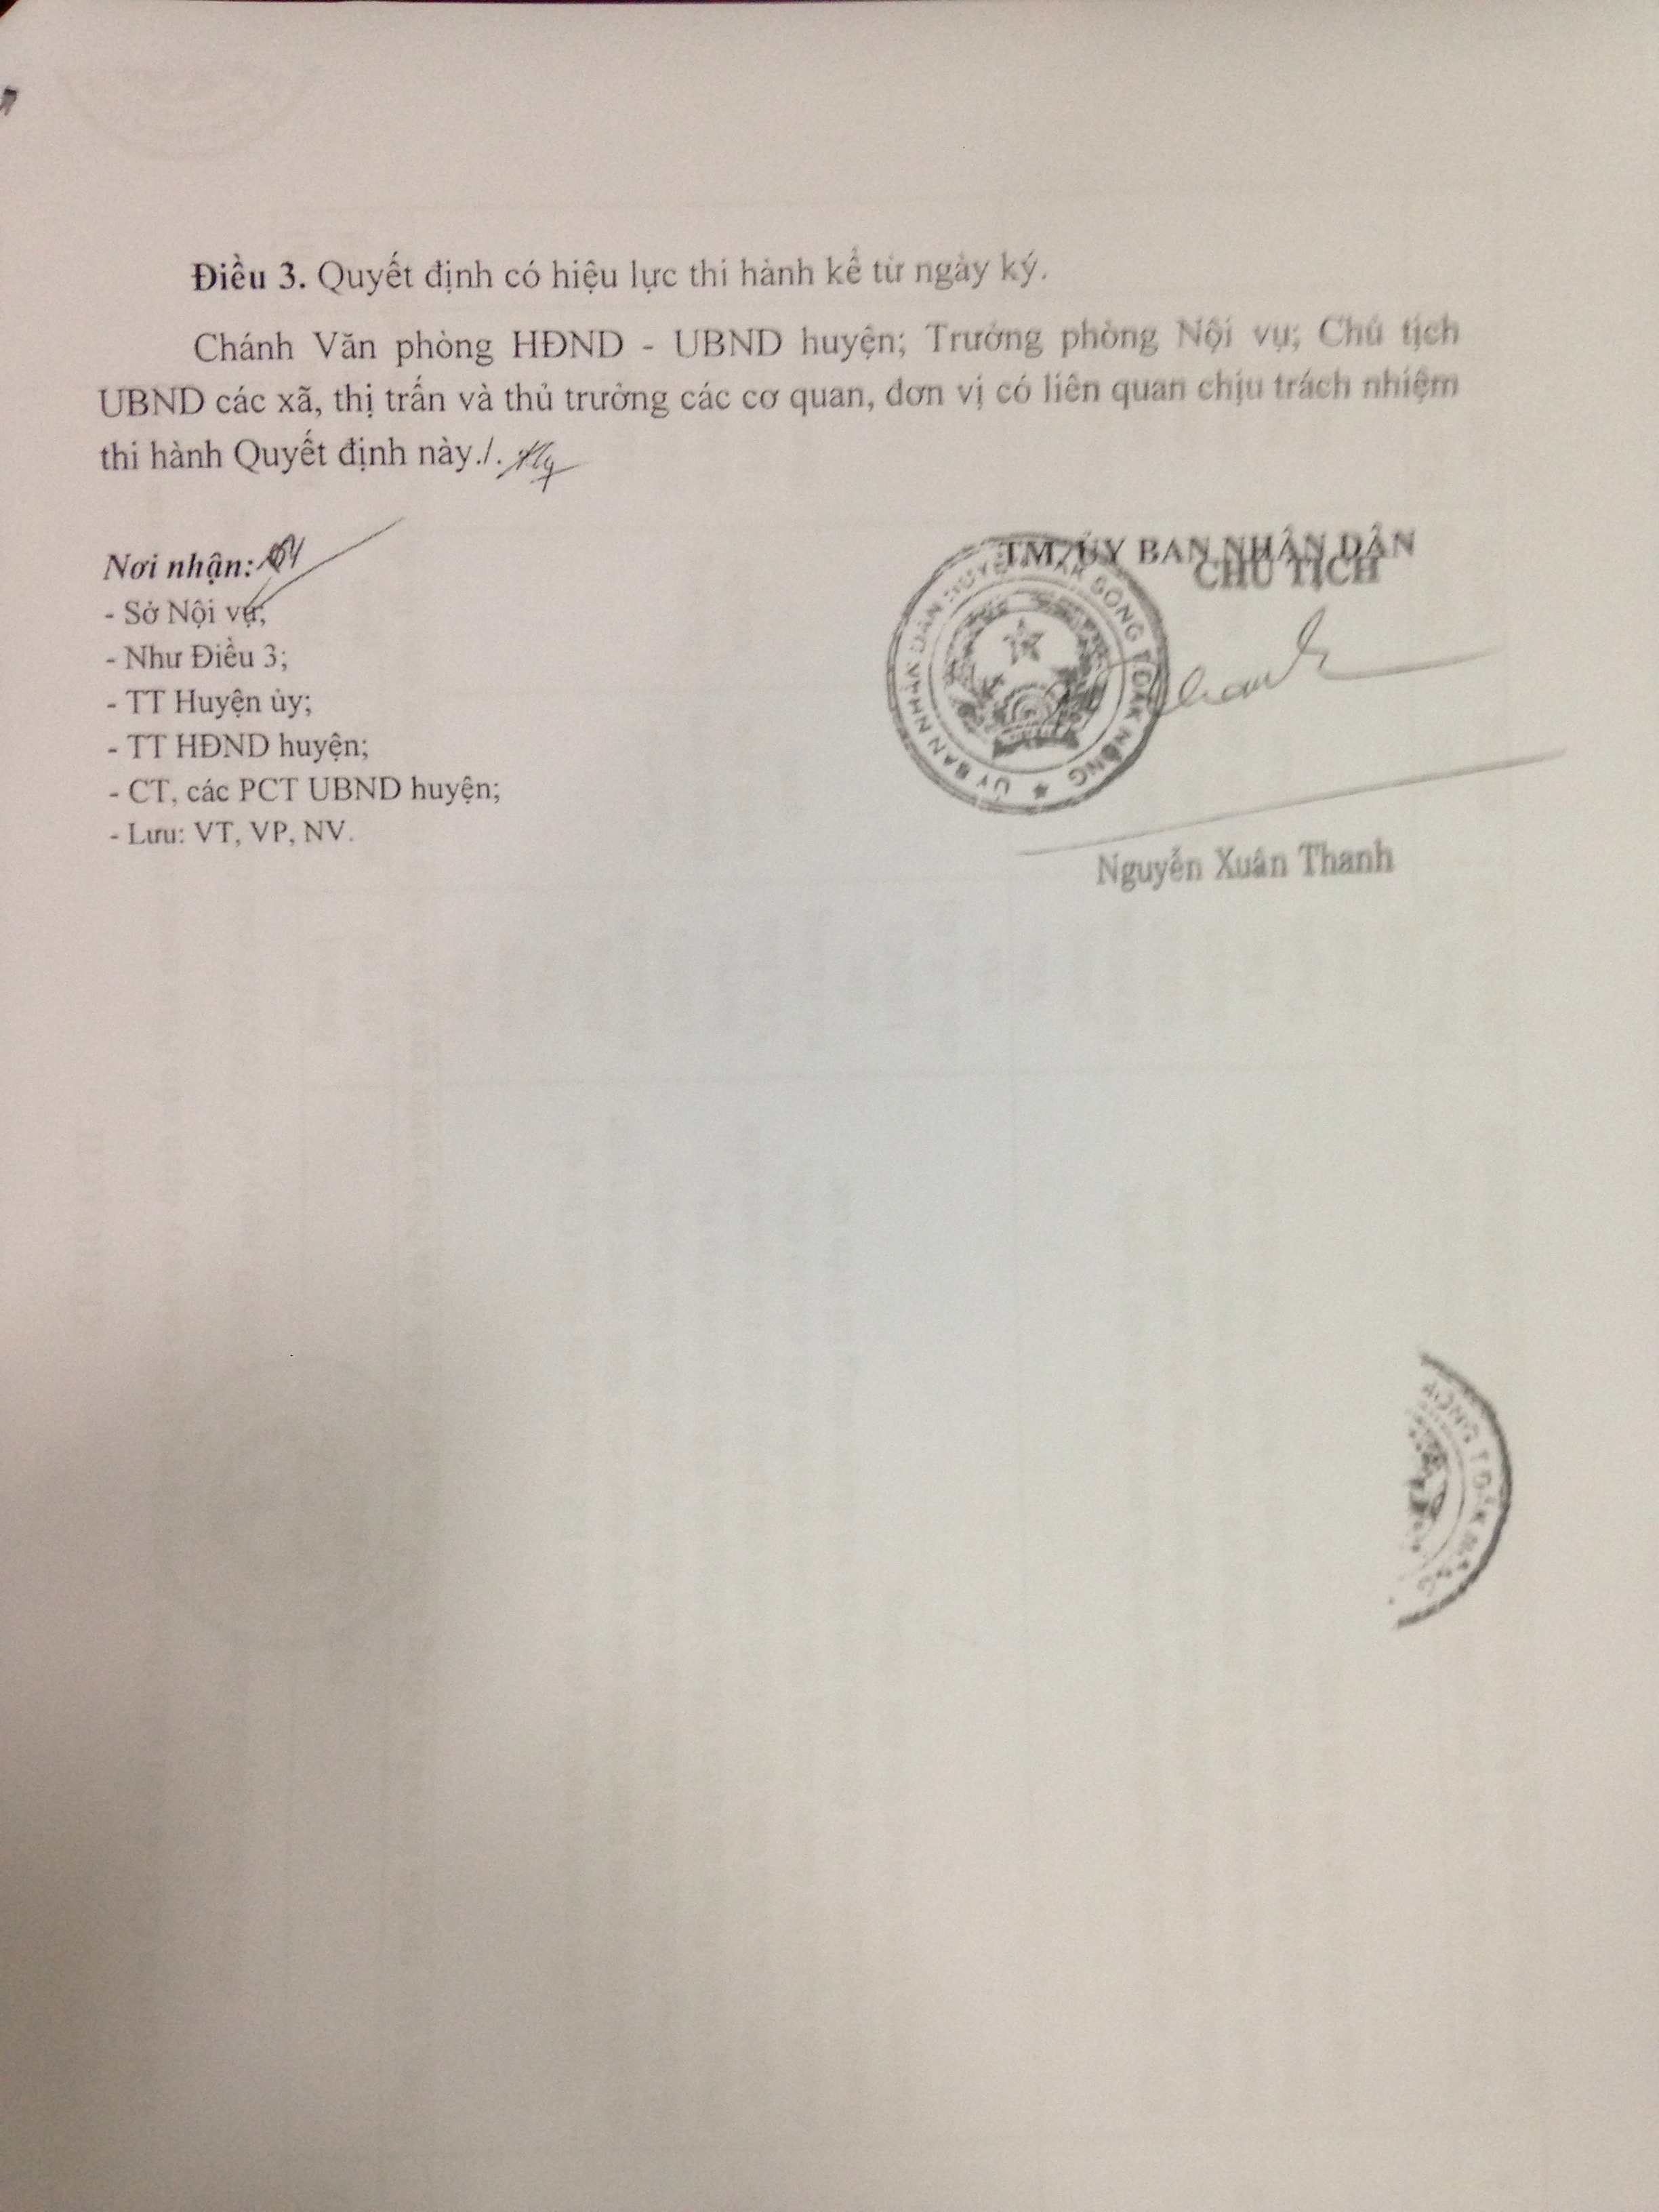 Điều 3. Quyết định có hiệu lực thi hành kể từ ngày ký.
Chánh Văn phòng HĐND - UBND huyện; Trưởng phòng Nội vụ; Chủ tịch
UBND các xã, thị trấn và thủ trưởng các cơ quan, đơn vị có liên quan chịu trách nhiệm
thi hành Quyết định này./.
Nơi nhận:
- Sở Nội vụ;
- Như Điều 3;
- TT Huyện ủy;
- TT HĐND huyện;
- CT, các PCT UBND huyện;
- Lưu: VT, VP, NV.
TM/ỦY BAN NHÂN DÂN
CHỦ TỊCH
ỦY BAN NHÂN DÂN HUYỆN ĐĂK SONG T.ĐĂK NÔNG
Nguyễn Xuân Thanh